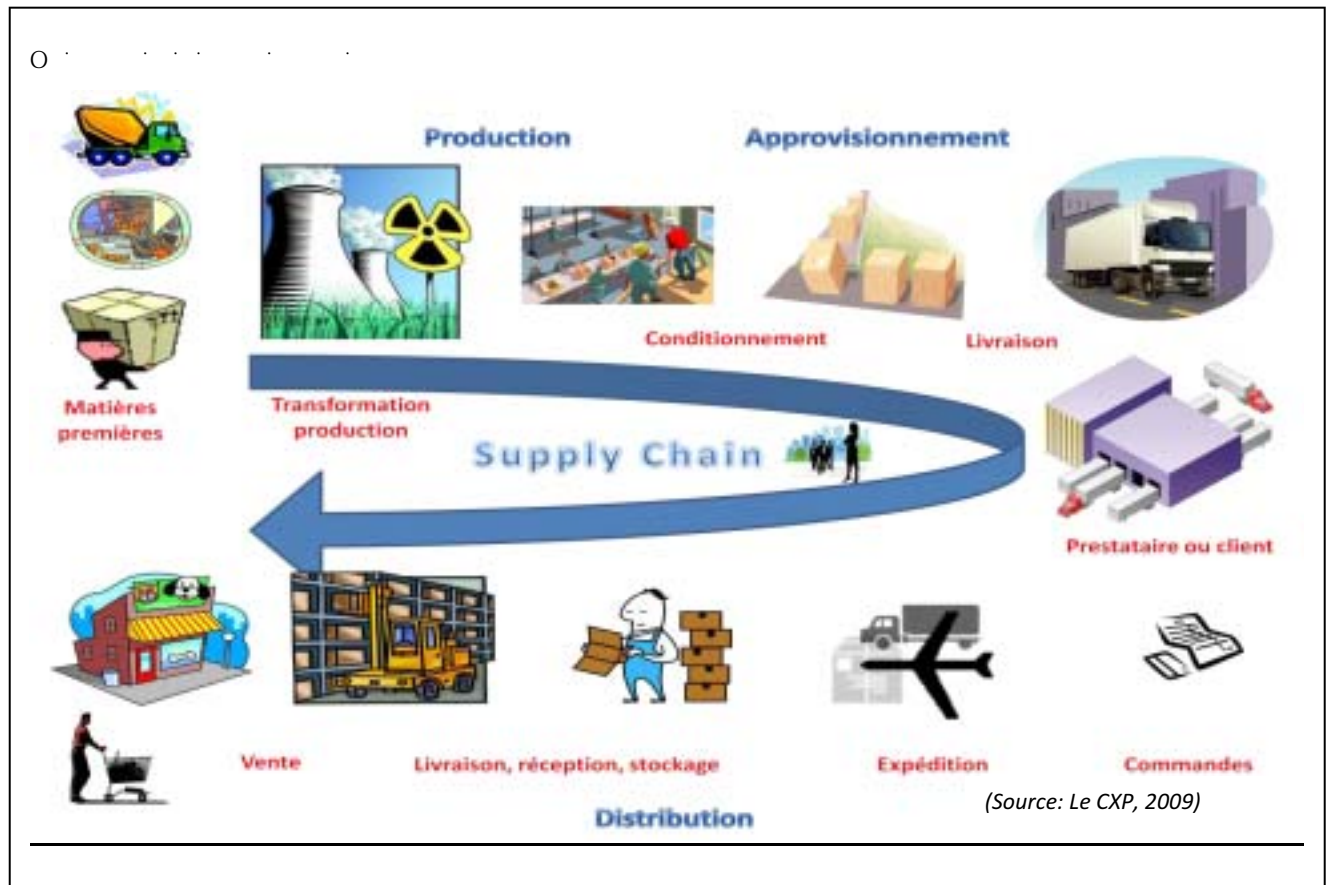 O
Production
Approvisionnement
Conditionnement
Livraison
Matières
premières
Transformation
production
Supply Chain
Prestataire ou client
Vente
Livraison, réception, stockage
Expédition
Commandes
(Source: Le CXP, 2009)
Distribution